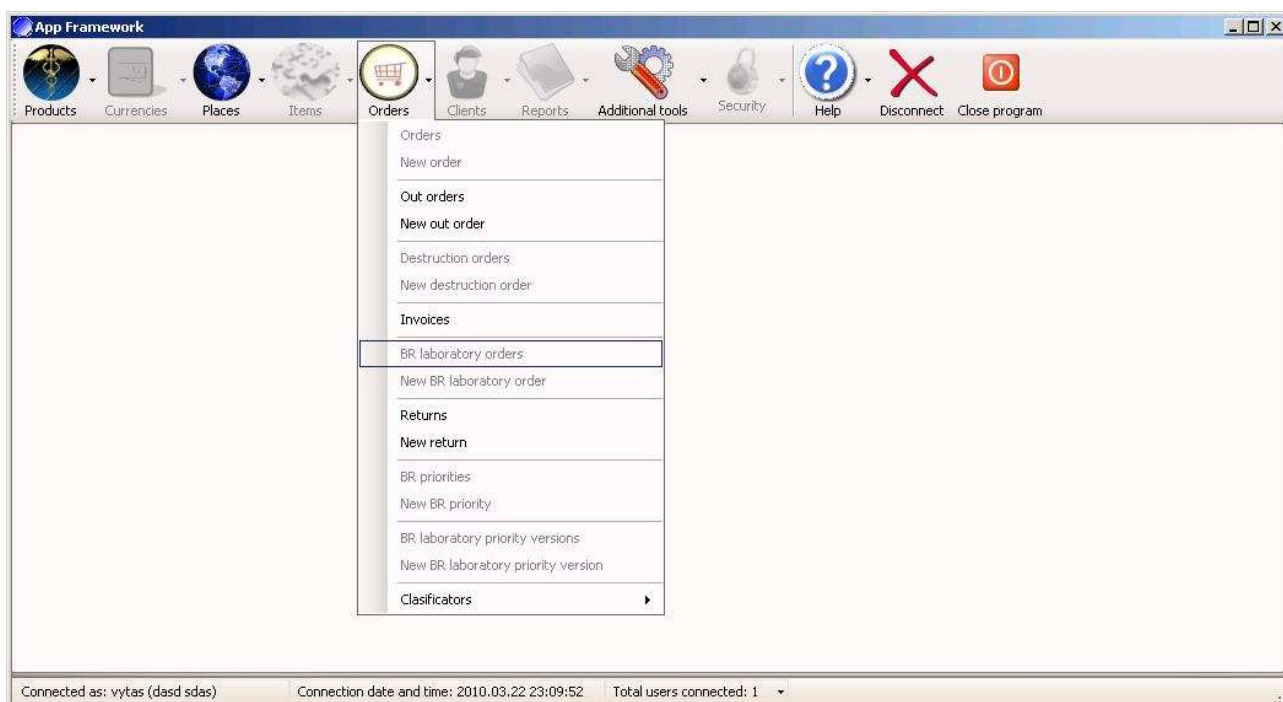 App Framework
Products Currencies Places Items Orders Clients Reports Additional tools Security Help Disconnect Close program
Orders
New order
Out orders
New out order
Destruction orders
New destruction order
Invoices
BR laboratory orders
New BR laboratory order
Returns
New return
BR priorities
New BR priority
BR laboratory priority versions
New BR laboratory priority version
Clasificators
Connected as: vytas (dasd sdas) Connection date and time: 2010.03.22 23:09:52 Total users connected: 1